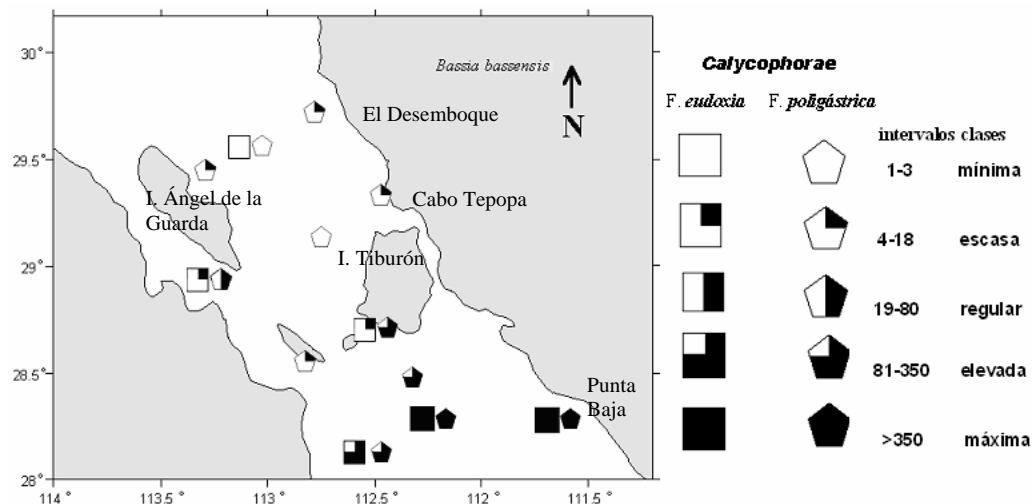 30°
29.5°
29°
28.5°
28°
114°
113.5°
113°
112.5°
112°
111.5°
Bassia bassensis
N
El Desemboque
I. Ángel de la
Guarda
Cabo Tepopa
I. Tiburón
Punta
Baja
Calycophorae
F. eudoxia F. poligástrica
intervalos clases
1-3 mínima
4-18 escasa
19-80 regular
81-350 elevada
>350 máxima